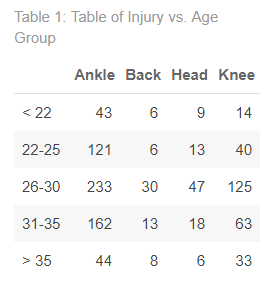 Table 1: Table of Injury vs. Age
Group
Ankle Back Head Knee
< 22 43 6 9 14
22-25 121 6 13 40
26-30 233 30 47 125
31-35 162 13 18 63
> 35 44 8 6 33